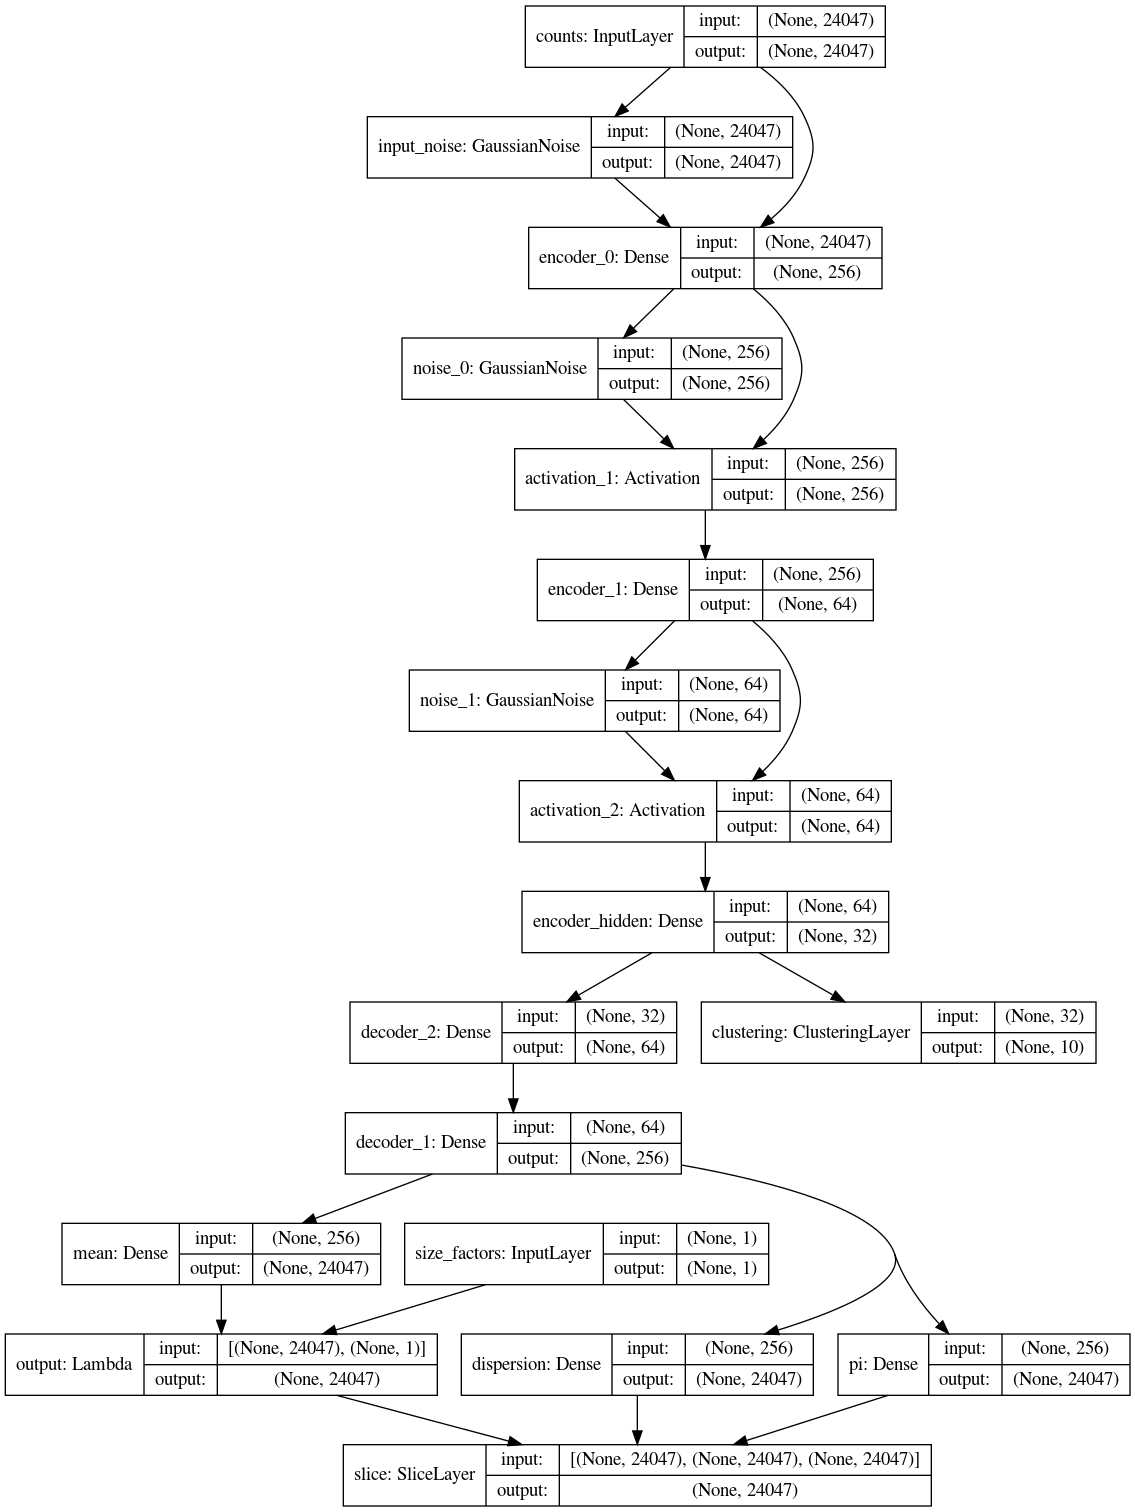 counts: InputLayer
input: (None, 24047)
output: (None, 24047)
input_noise: GaussianNoise
input: (None, 24047)
output: (None, 24047)
encoder_0: Dense
input: (None, 24047)
output: (None, 256)
noise_0: GaussianNoise
input: (None, 256)
output: (None, 256)
activation_1: Activation
input: (None, 256)
output: (None, 256)
encoder_1: Dense
input: (None, 256)
output: (None, 64)
noise_1: GaussianNoise
input: (None, 64)
output: (None, 64)
activation_2: Activation
input: (None, 64)
output: (None, 64)
encoder_hidden: Dense
input: (None, 64)
output: (None, 32)
decoder_2: Dense
input: (None, 32)
output: (None, 64)
clustering: ClusteringLayer
input: (None, 32)
output: (None, 10)
decoder_1: Dense
input: (None, 64)
output: (None, 256)
mean: Dense
input: (None, 256)
output: (None, 24047)
size_factors: InputLayer
input: (None, 1)
output: (None, 1)
output: Lambda
input: [(None, 24047), (None, 1)]
output: (None, 24047)
dispersion: Dense
input: (None, 256)
output: (None, 24047)
pi: Dense
input: (None, 256)
output: (None, 24047)
slice: SliceLayer
input: [(None, 24047), (None, 24047), (None, 24047)]
output: (None, 24047)